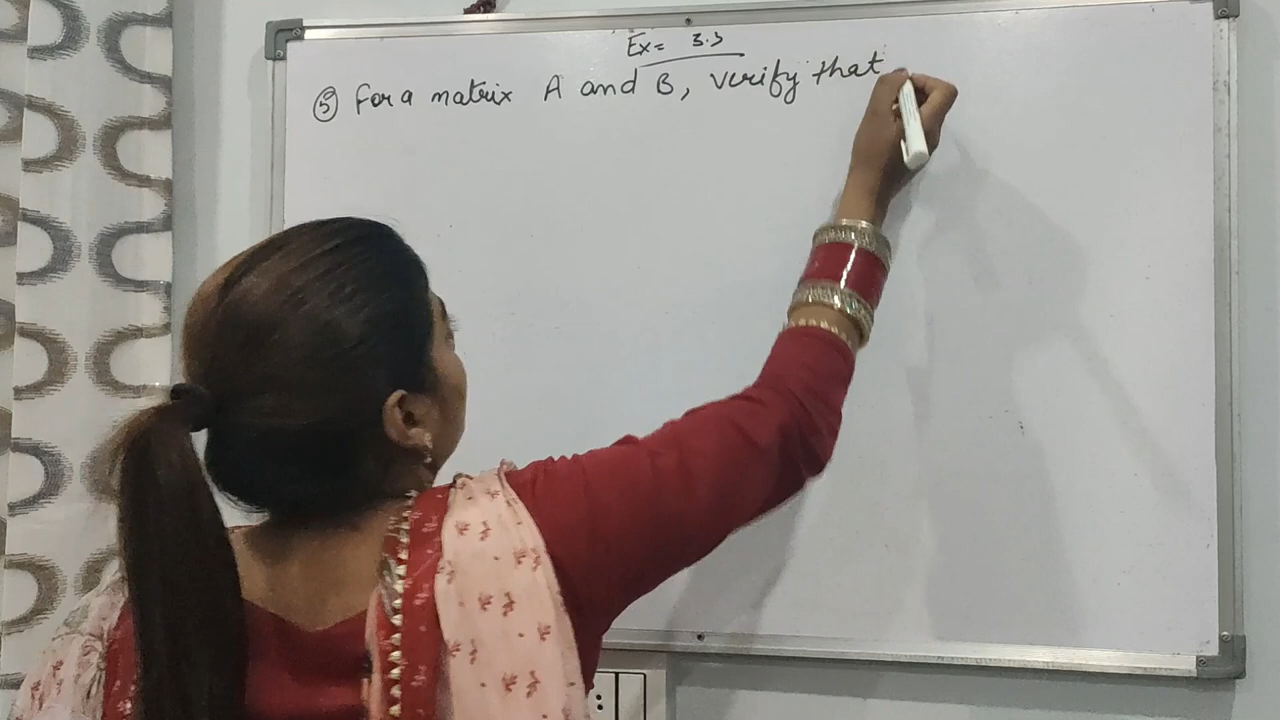 Ex= 3.3
⑤ For a matrix A and B, verify that